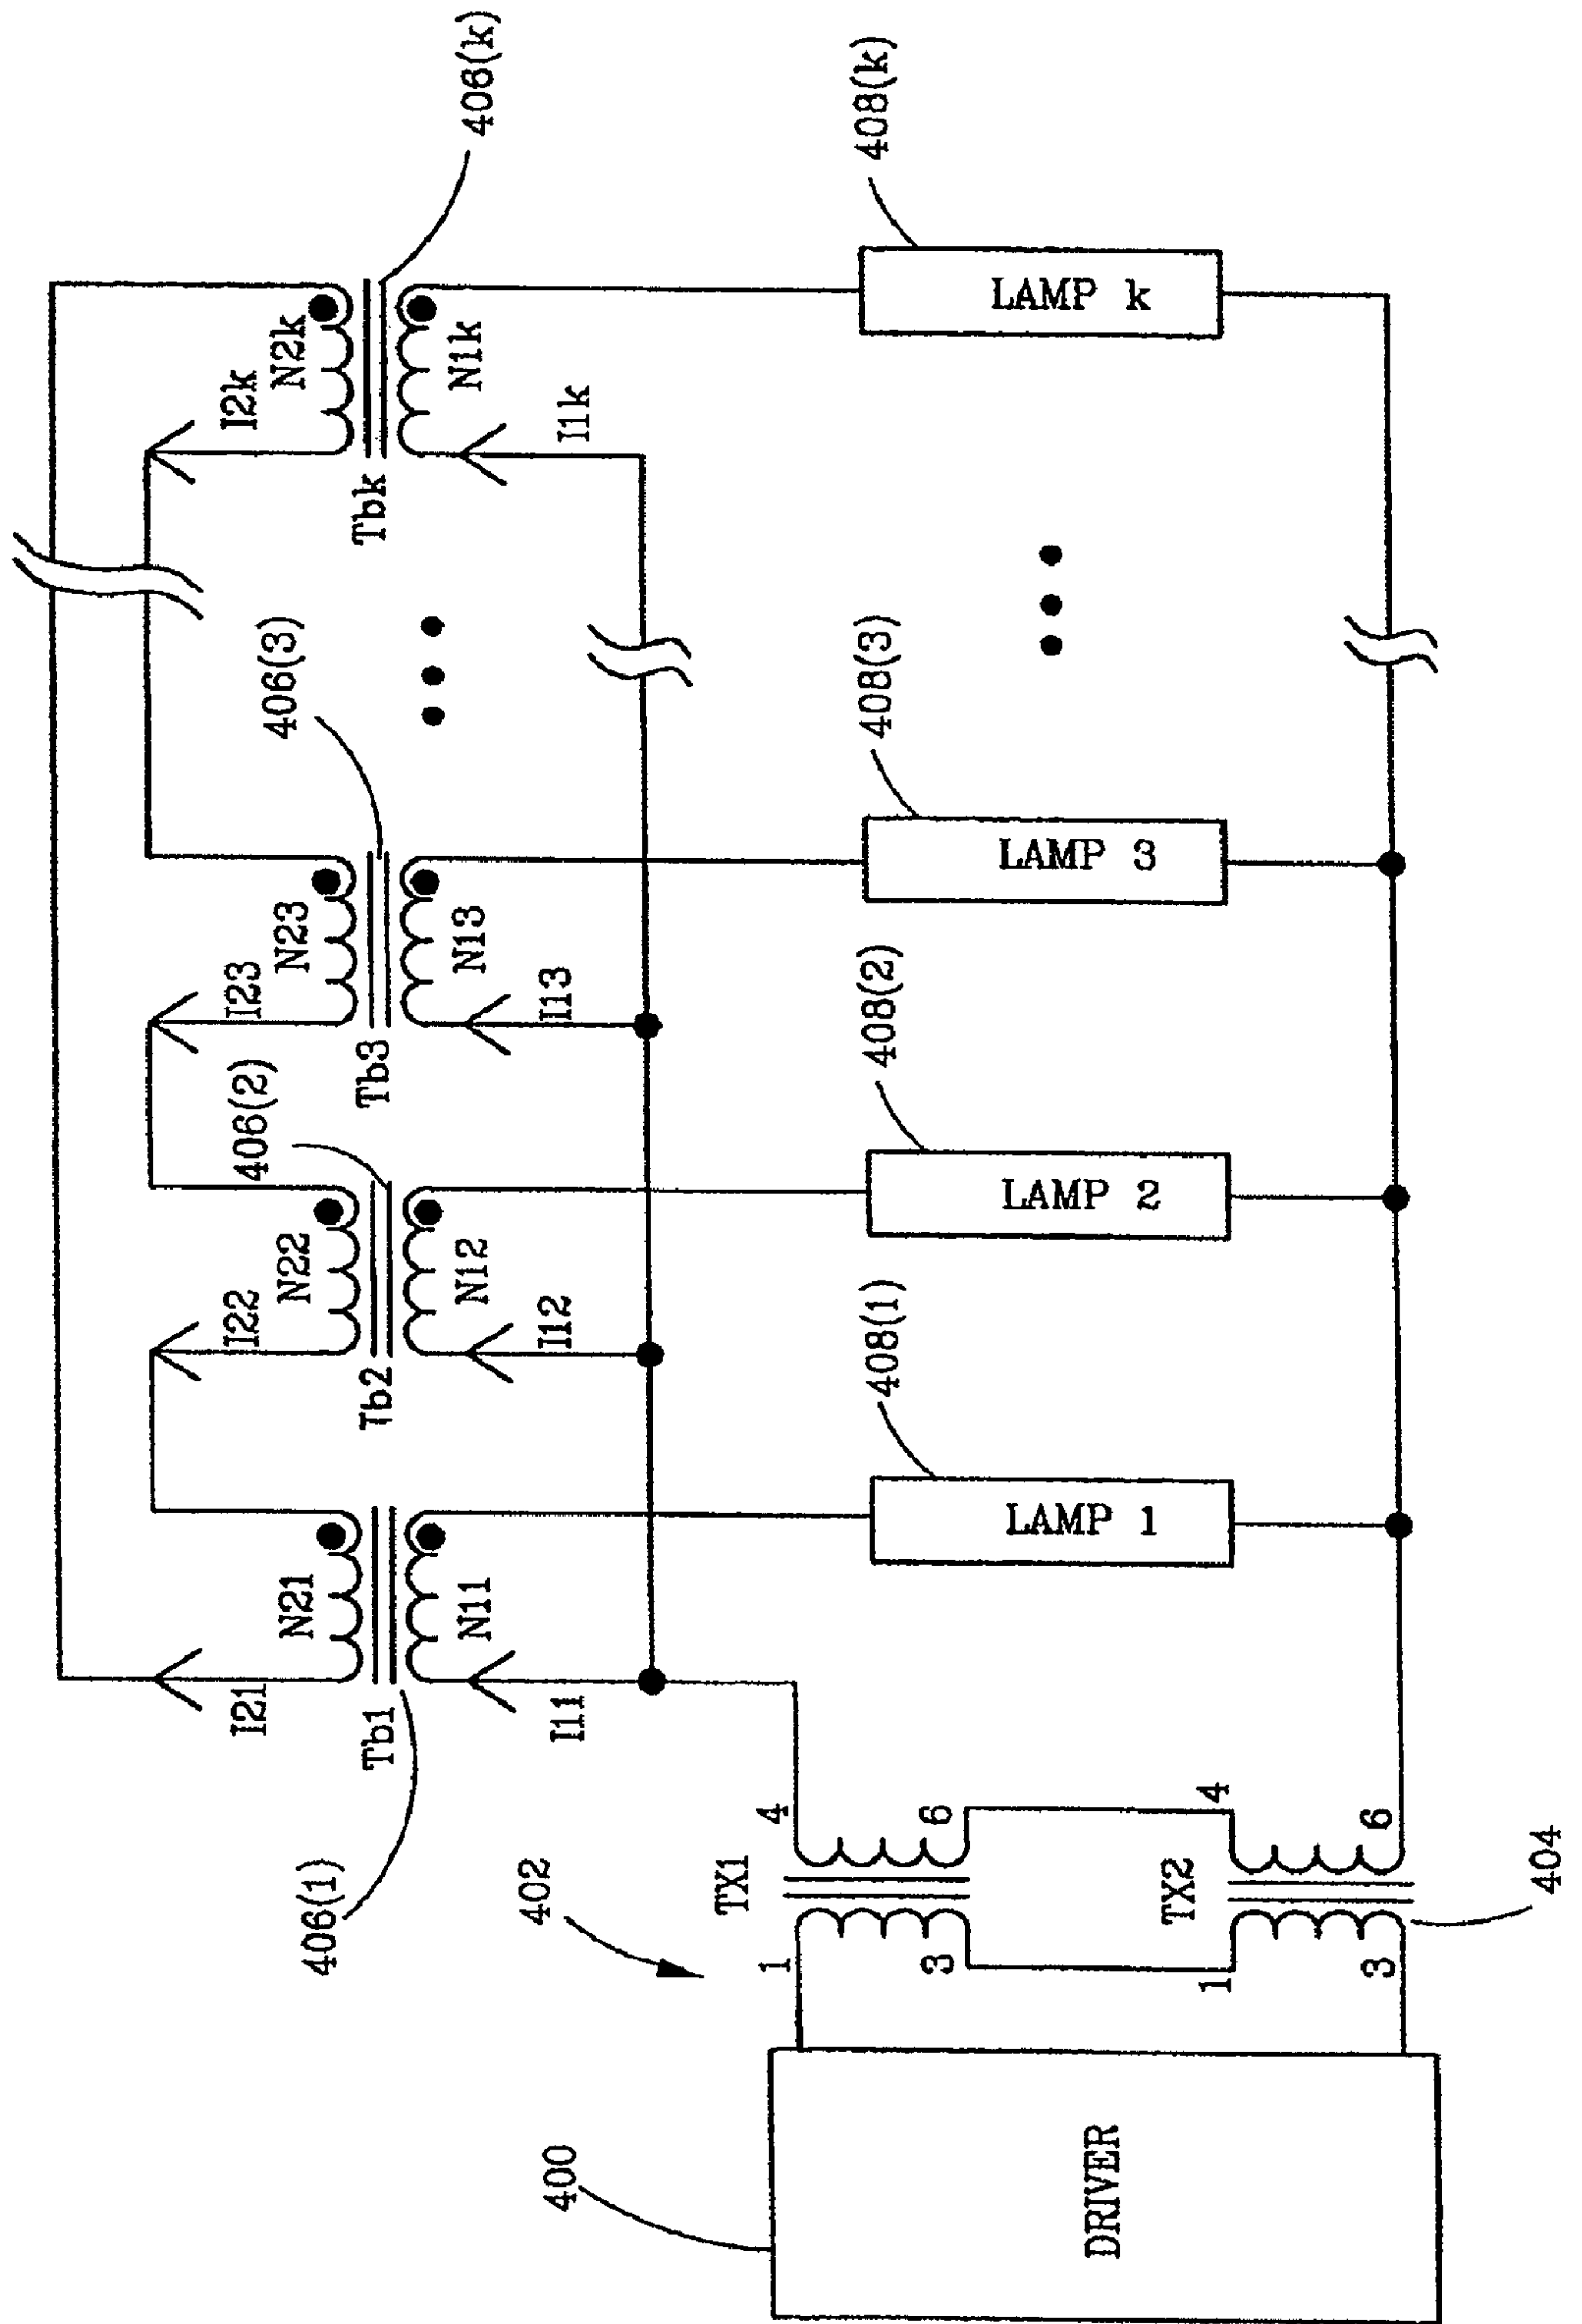 406(k)
408(k)
I2k
N2k
N1k
Tbk
I1k
LAMP k
406(3)
408(3)
I23
N23
N13
Tb3
I13
LAMP 3
406(2)
408(2)
I22
N22
N12
Tb2
I12
LAMP 2
408(1)
I21
N21
N11
Tb1
I11
LAMP 1
406(1)
402
TX1
4
6
1
3
TX2
4
6
1
3
404
400
DRIVER